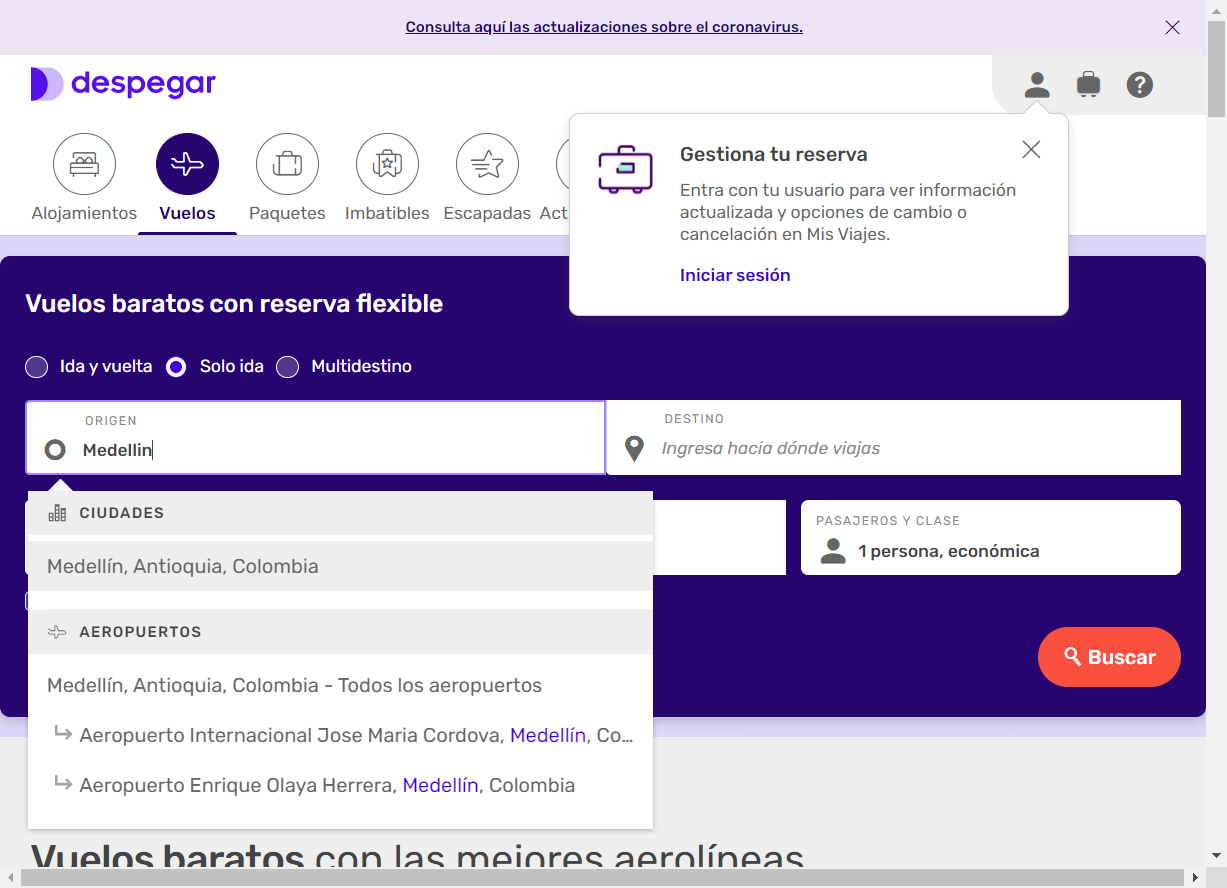 Consulta aquí las actualizaciones sobre el coronavirus.
despegar
?
Alojamientos
Vuelos
Paquetes
Imbatibles
Escapadas
Gestiona tu reserva
Entra con tu usuario para ver información
actualizada y opciones de cambio o
cancelación en Mis Viajes.
Iniciar sesión
Vuelos baratos con reserva flexible
Ida y vuelta
Solo ida
Multidestino
ORIGEN
Medellin
DESTINO
Ingresa hacia dónde viajas
CIUDADES
Medellín, Antioquia, Colombia
AEROPUERTOS
Medellín, Antioquia, Colombia - Todos los aeropuertos
Aeropuerto Internacional Jose Maria Cordova, Medellín, Co...
Aeropuerto Enrique Olaya Herrera, Medellín, Colombia
PASAJEROS Y CLASE
1 persona, económica
Buscar
Vuelos baratos con las mejores aerolíneas